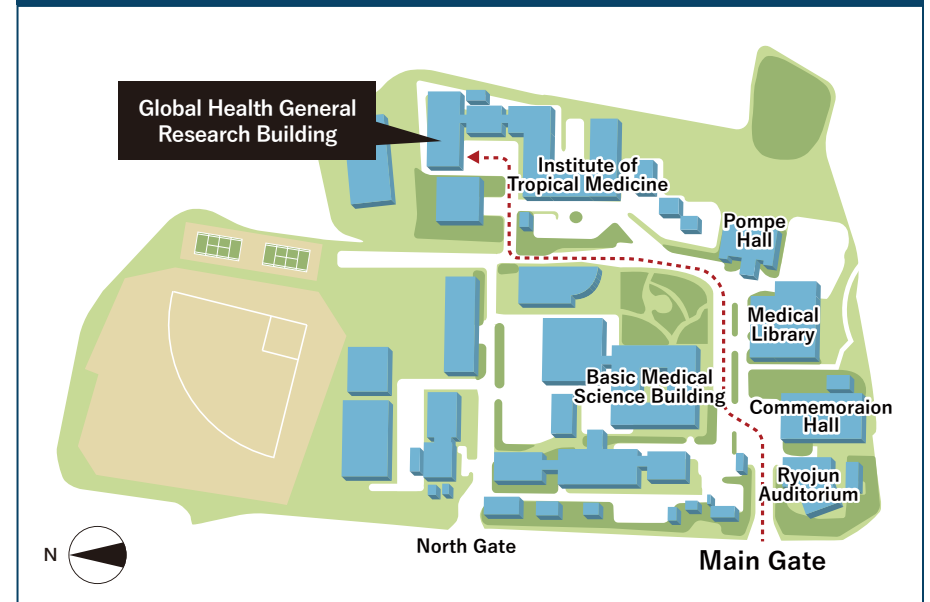 Global Health General
Research Building
Institute of
Tropical Medicine
Pompe
Hall
Medical
Library
Basic Medical
Science Building
Commemoraion
Hall
Ryojun
Auditorium
North Gate
Main Gate
N